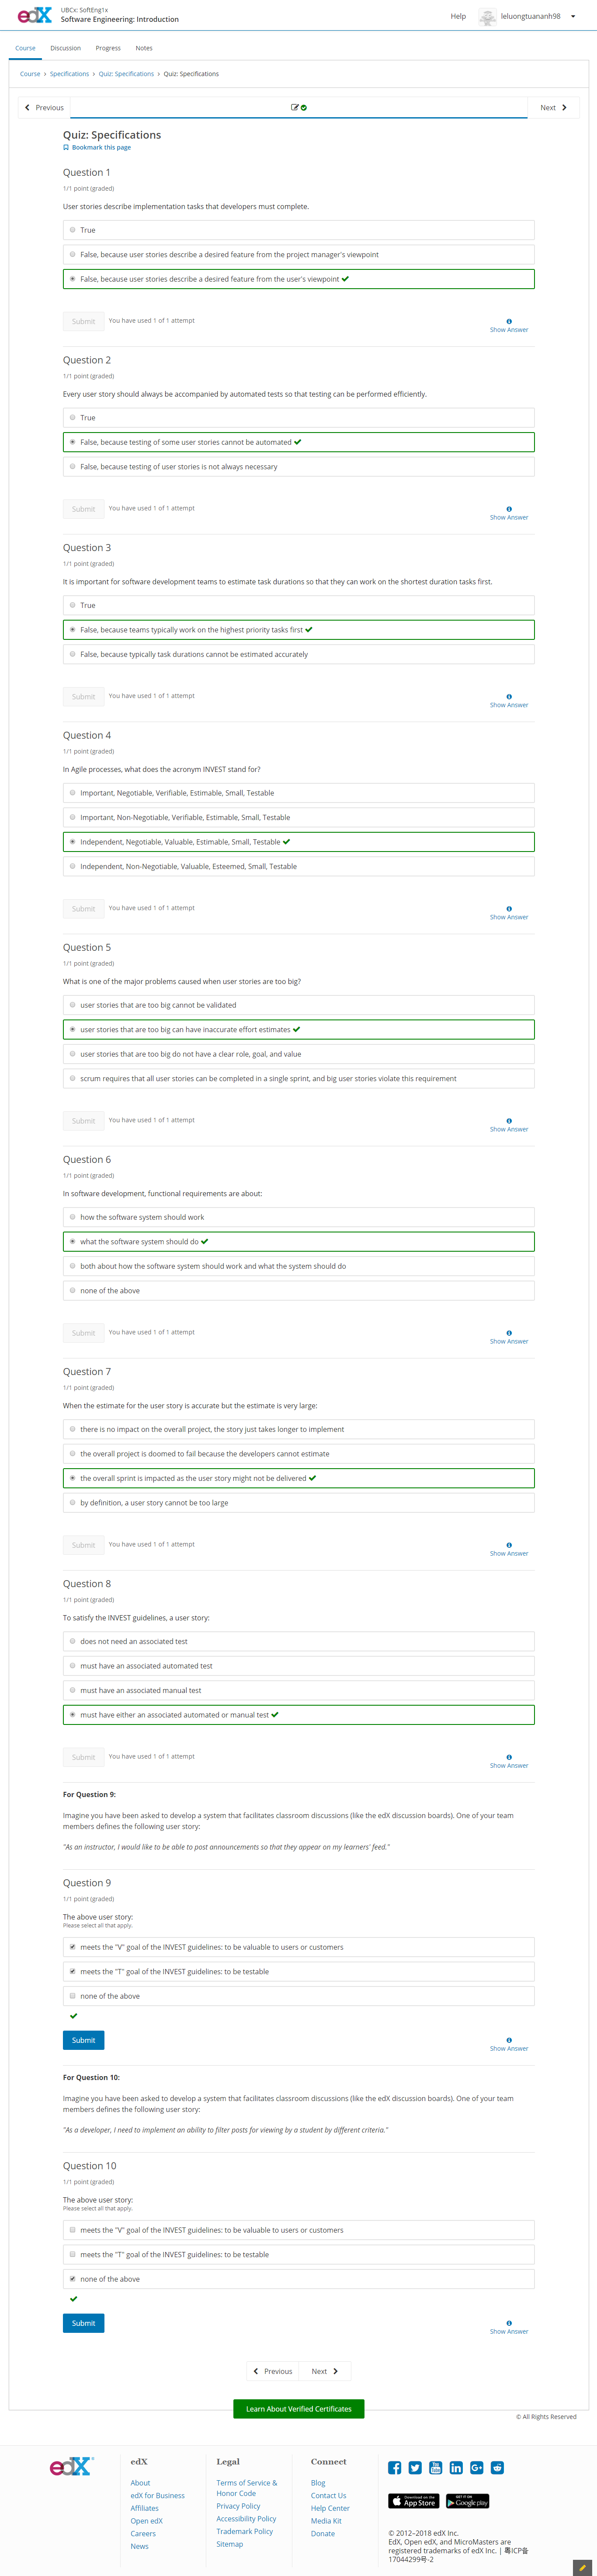 edX
UBCx: SoftEng1x
Software Engineering: Introduction
Help
leluongtuananh98
Course Discussion Progress Notes
Course › Specifications › Quiz: Specifications › Quiz: Specifications
Previous
Next
Quiz: Specifications
Bookmark this page
Question 1
1/1 point (graded)
User stories describe implementation tasks that developers must complete.
True
False, because user stories describe a desired feature from the project manager's viewpoint
False, because user stories describe a desired feature from the user's viewpoint
Submit
You have used 1 of 1 attempt
Show Answer
Question 2
1/1 point (graded)
Every user story should always be accompanied by automated tests so that testing can be performed efficiently.
True
False, because testing of some user stories cannot be automated
False, because testing of user stories is not always necessary
Submit
You have used 1 of 1 attempt
Show Answer
Question 3
1/1 point (graded)
It is important for software development teams to estimate task durations so that they can work on the shortest duration tasks first.
True
False, because teams typically work on the highest priority tasks first
False, because typically task durations cannot be estimated accurately
Submit
You have used 1 of 1 attempt
Show Answer
Question 4
1/1 point (graded)
In Agile processes, what does the acronym INVEST stand for?
Important, Negotiable, Verifiable, Estimable, Small, Testable
Important, Non-Negotiable, Verifiable, Estimable, Small, Testable
Independent, Negotiable, Valuable, Estimable, Small, Testable
Independent, Non-Negotiable, Valuable, Esteemed, Small, Testable
Submit
You have used 1 of 1 attempt
Show Answer
Question 5
1/1 point (graded)
What is one of the major problems caused when user stories are too big?
user stories that are too big cannot be validated
user stories that are too big can have inaccurate effort estimates
user stories that are too big do not have a clear role, goal, and value
scrum requires that all user stories can be completed in a single sprint, and big user stories violate this requirement
Submit
You have used 1 of 1 attempt
Show Answer
Question 6
1/1 point (graded)
In software development, functional requirements are about:
how the software system should work
what the software system should do
both about how the software system should work and what the system should do
none of the above
Submit
You have used 1 of 1 attempt
Show Answer
Question 7
1/1 point (graded)
When the estimate for the user story is accurate but the estimate is very large:
there is no impact on the overall project, the story just takes longer to implement
the overall project is doomed to fail because the developers cannot estimate
the overall sprint is impacted as the user story might not be delivered
by definition, a user story cannot be too large
Submit
You have used 1 of 1 attempt
Show Answer
Question 8
1/1 point (graded)
To satisfy the INVEST guidelines, a user story:
does not need an associated test
must have an associated automated test
must have an associated manual test
must have either an associated automated or manual test
Submit
You have used 1 of 1 attempt
Show Answer
For Question 9:
Imagine you have been asked to develop a system that facilitates classroom discussions (like the edX discussion boards). One of your team
members defines the following user story:
"As an instructor, I would like to be able to post announcements so that they appear on my learners' feed."
Question 9
1/1 point (graded)
The above user story:
Please select all that apply.
meets the "V" goal of the INVEST guidelines: to be valuable to users or customers
meets the "T" goal of the INVEST guidelines: to be testable
none of the above
Submit
Show Answer
For Question 10:
Imagine you have been asked to develop a system that facilitates classroom discussions (like the edX discussion boards). One of your team
members defines the following user story:
"As a developer, I need to implement an ability to filter posts for viewing by a student by different criteria."
Question 10
1/1 point (graded)
The above user story:
Please select all that apply.
meets the "V" goal of the INVEST guidelines: to be valuable to users or customers
meets the "T" goal of the INVEST guidelines: to be testable
none of the above
Submit
Show Answer
Previous Next
Learn About Verified Certificates
© All Rights Reserved
edX
edX
About
edX for Business
Affiliates
Open edX
Careers
News
Legal
Terms of Service &
Honor Code
Privacy Policy
Accessibility Policy
Trademark Policy
Sitemap
Connect
Blog
Contact Us
Help Center
Media Kit
Donate
Download on the
App Store
GET IT ON
Google play
© 2012–2018 edX Inc.
EdX, Open edX, and MicroMasters are
registered trademarks of edX Inc. | 粤ICP备
17044299号-2